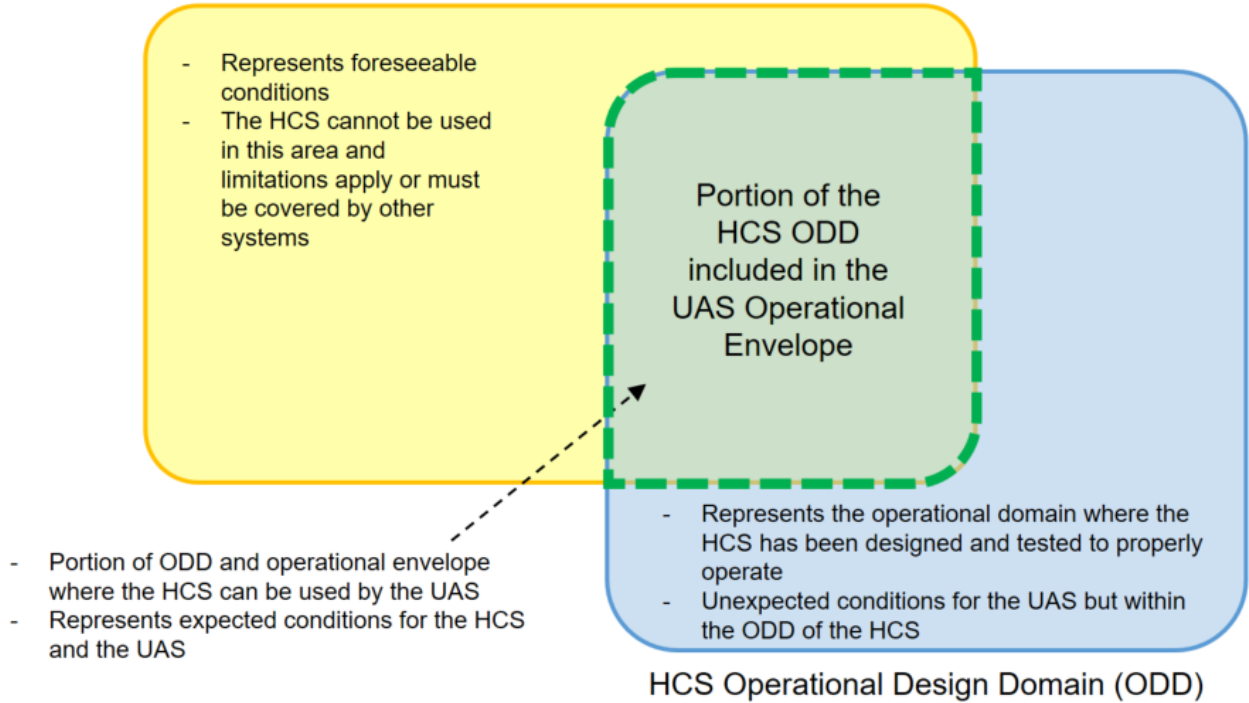 - Represents foreseeable
conditions
- The HCS cannot be used
in this area and
limitations apply or must
be covered by other
systems
Portion of the
HCS ODD
included in the
UAS Operational
Envelope
- Portion of ODD and operational envelope
where the HCS can be used by the UAS
- Represents expected conditions for the HCS
and the UAS
- Represents the operational domain where the
HCS has been designed and tested to properly
operate
- Unexpected conditions for the UAS but within
the ODD of the HCS
HCS Operational Design Domain (ODD)